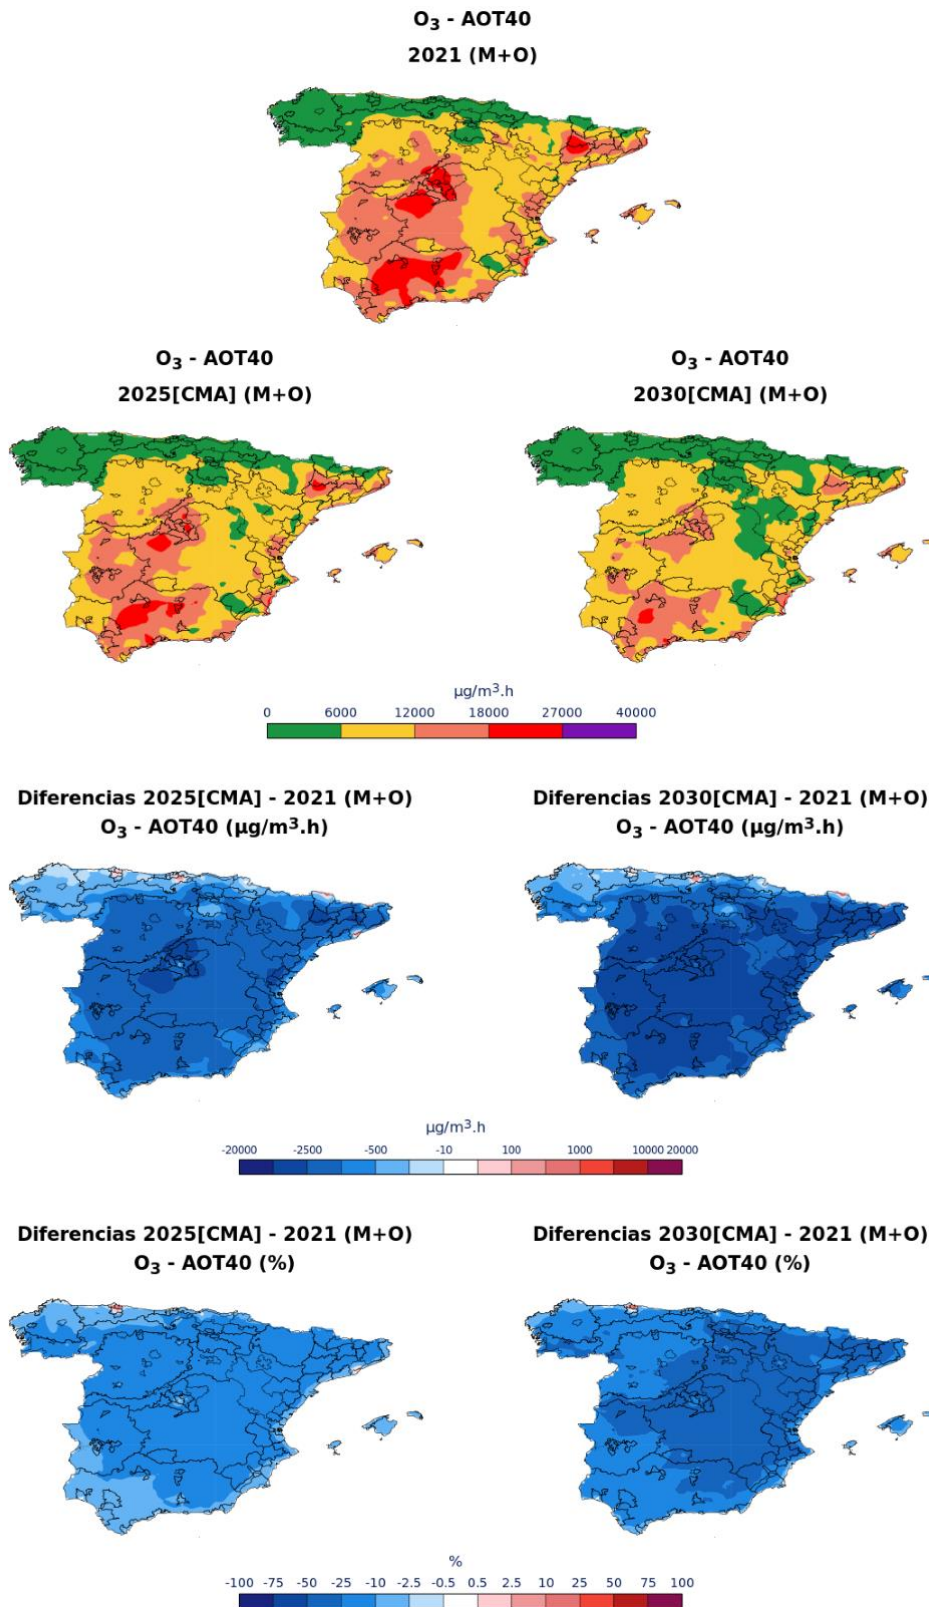 O₃ - AOT40
2021 (M+O)
O₃ - AOT40
2025[CMA] (M+O)
O₃ - AOT40
2030[CMA] (M+O)
µg/m³.h
0 6000 12000 18000 27000 40000
Diferencias 2025[CMA] - 2021 (M+O)
O₃ - AOT40 (µg/m³.h)
Diferencias 2030[CMA] - 2021 (M+O)
O₃ - AOT40 (µg/m³.h)
µg/m³.h
-20000 -2500 -500 -10 100 1000 10000 20000
Diferencias 2025[CMA] - 2021 (M+O)
O₃ - AOT40 (%)
Diferencias 2030[CMA] - 2021 (M+O)
O₃ - AOT40 (%)
%
-100 -75 -50 -25 -10 -2.5 -0.5 0.5 2.5 10 25 50 75 100